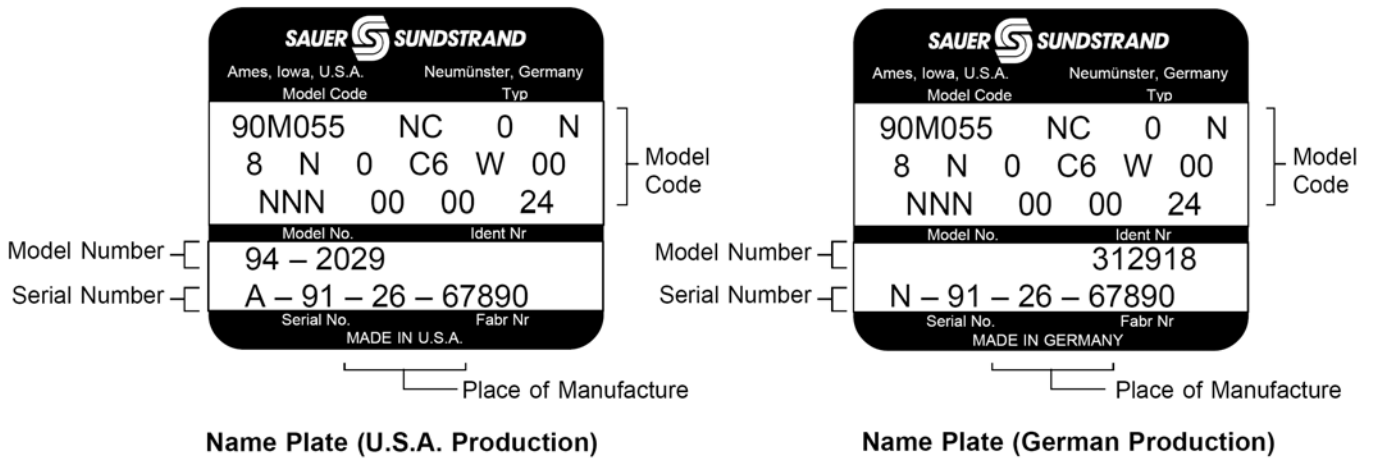 SAUER SUNDSTRAND
Ames, Iowa, U.S.A. Neumünster, Germany
Model Code Typ
90M055 NC 0 N
8 N 0 C6 W 00
NNN 00 00 24
Model Code
Model No. Ident Nr
Model Number
94 – 2029
Serial Number
A – 91 – 26 – 67890
Serial No. Fabr Nr
MADE IN U.S.A.
Place of Manufacture
Name Plate (U.S.A. Production)
SAUER SUNDSTRAND
Ames, Iowa, U.S.A. Neumünster, Germany
Model Code Typ
90M055 NC 0 N
8 N 0 C6 W 00
NNN 00 00 24
Model Code
Model No. Ident Nr
Model Number
312918
Serial Number
N – 91 – 26 – 67890
Serial No. Fabr Nr
MADE IN GERMANY
Place of Manufacture
Name Plate (German Production)